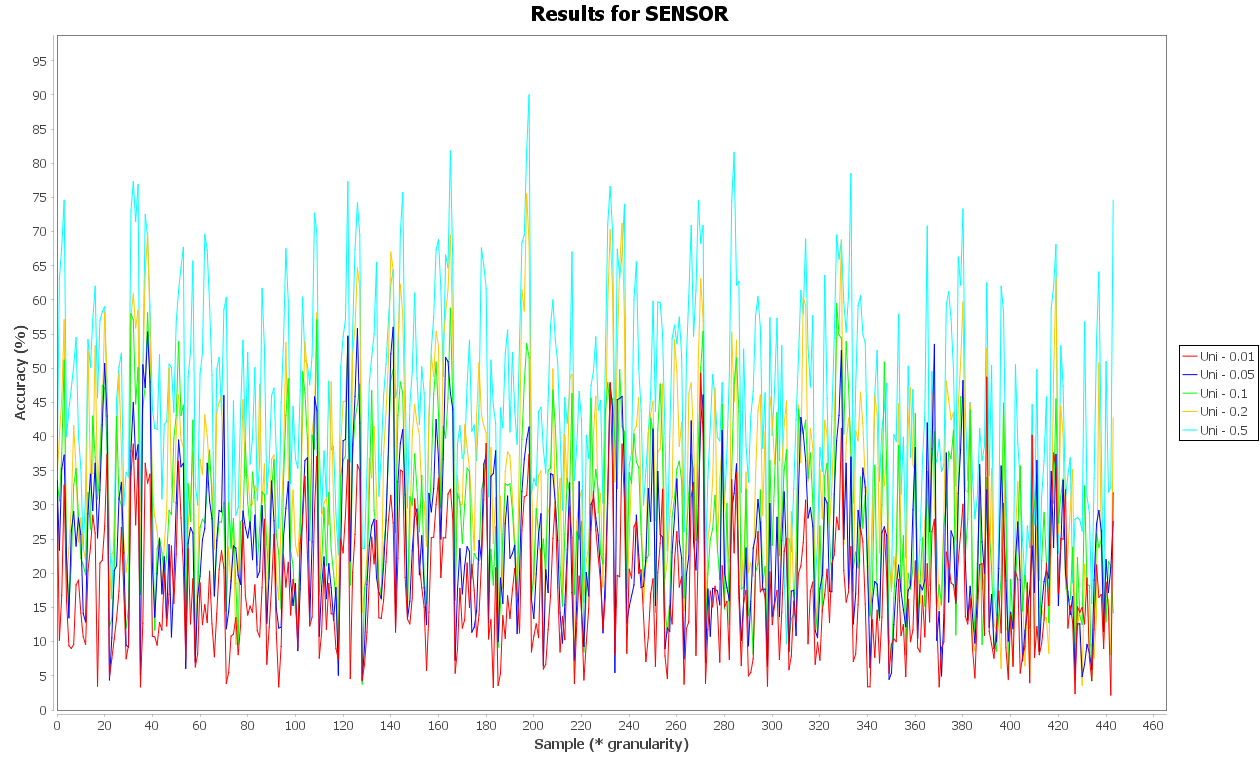 Results for SENSOR
95
90
85
80
75
70
65
60
55
50
45
40
35
30
25
20
15
10
5
0
Accuracy (%)
0 20 40 60 80 100 120 140 160 180 200 220 240 260 280 300 320 340 360 380 400 420 440 460
Sample (* granularity)
Uni - 0.01
Uni - 0.05
Uni - 0.1
Uni - 0.2
Uni - 0.5